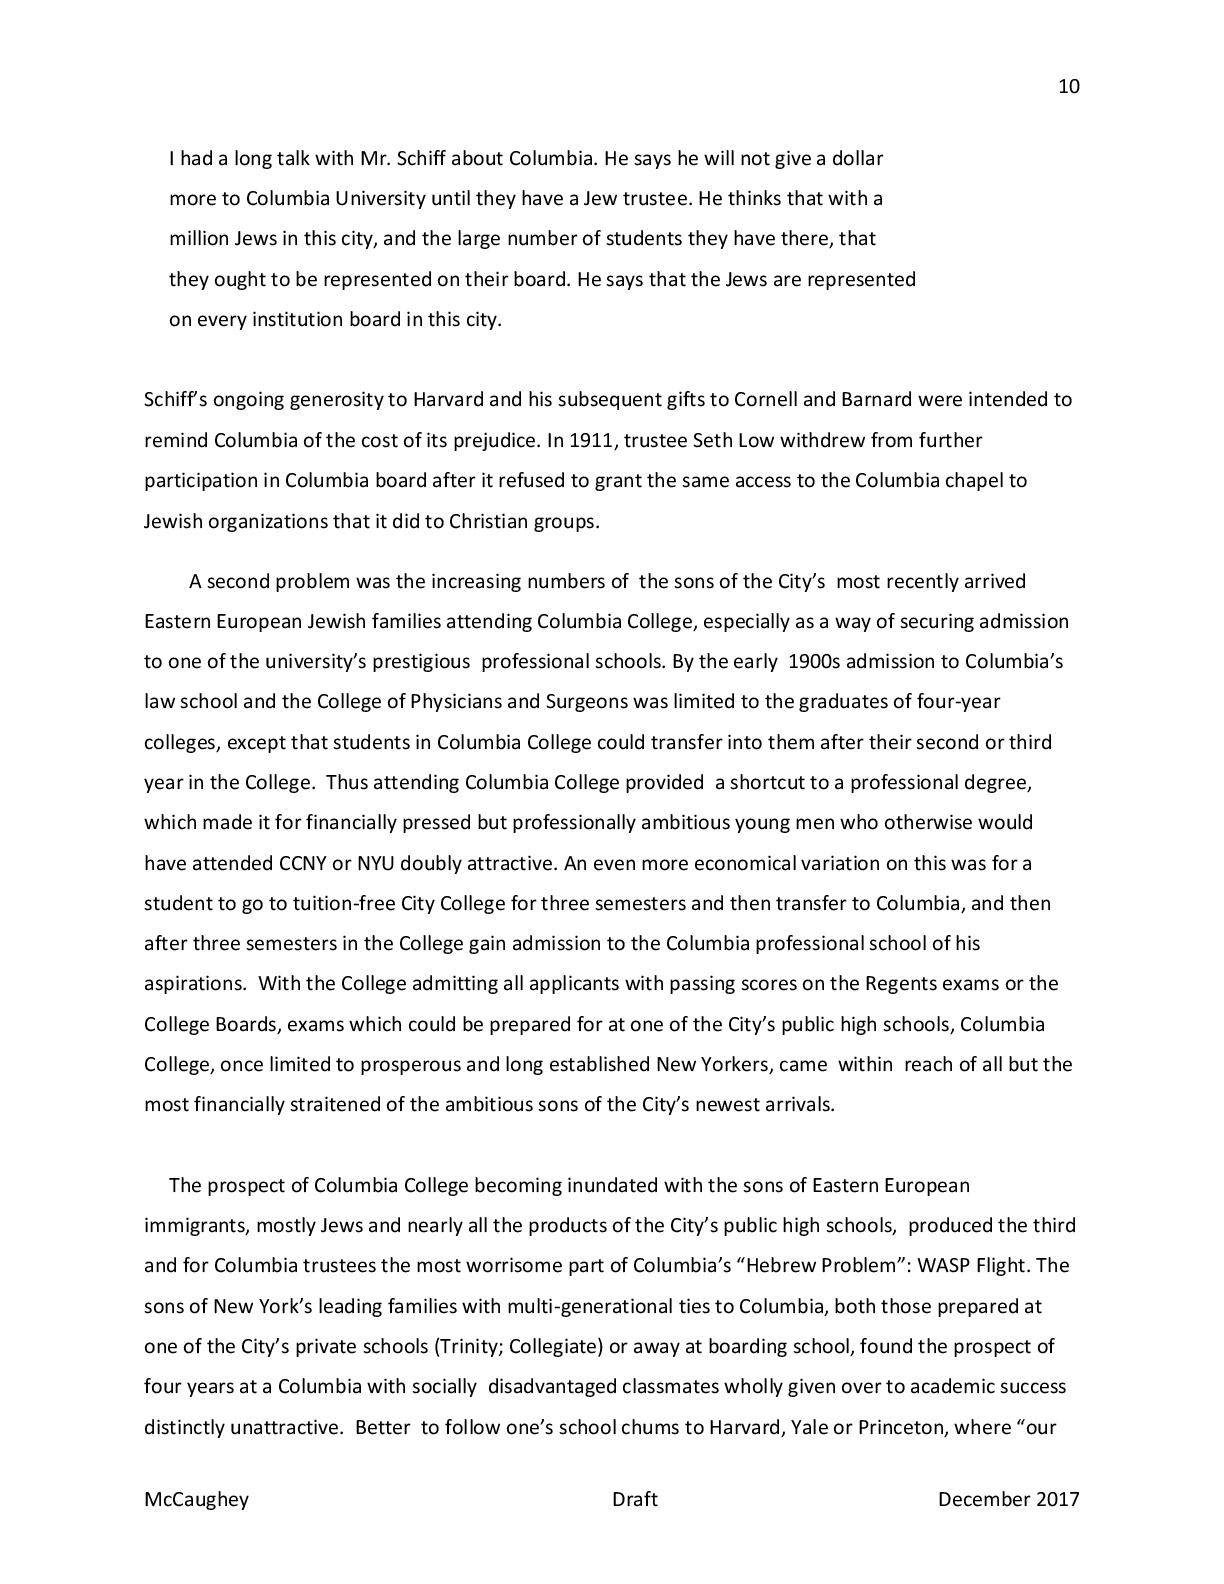 10
I had a long talk with Mr. Schiff about Columbia. He says he will not give a dollar
more to Columbia University until they have a Jew trustee. He thinks that with a
million Jews in this city, and the large number of students they have there, that
they ought to be represented on their board. He says that the Jews are represented
on every institution board in this city.
Schiff’s ongoing generosity to Harvard and his subsequent gifts to Cornell and Barnard were intended to
remind Columbia of the cost of its prejudice. In 1911, trustee Seth Low withdrew from further
participation in Columbia board after it refused to grant the same access to the Columbia chapel to
Jewish organizations that it did to Christian groups.
A second problem was the increasing numbers of the sons of the City’s most recently arrived
Eastern European Jewish families attending Columbia College, especially as a way of securing admission
to one of the university’s prestigious professional schools. By the early 1900s admission to Columbia’s
law school and the College of Physicians and Surgeons was limited to the graduates of four-year
colleges, except that students in Columbia College could transfer into them after their second or third
year in the College. Thus attending Columbia College provided a shortcut to a professional degree,
which made it for financially pressed but professionally ambitious young men who otherwise would
have attended CCNY or NYU doubly attractive. An even more economical variation on this was for a
student to go to tuition-free City College for three semesters and then transfer to Columbia, and then
after three semesters in the College gain admission to the Columbia professional school of his
aspirations. With the College admitting all applicants with passing scores on the Regents exams or the
College Boards, exams which could be prepared for at one of the City’s public high schools, Columbia
College, once limited to prosperous and long established New Yorkers, came within reach of all but the
most financially straitened of the ambitious sons of the City’s newest arrivals.
The prospect of Columbia College becoming inundated with the sons of Eastern European
immigrants, mostly Jews and nearly all the products of the City’s public high schools, produced the third
and for Columbia trustees the most worrisome part of Columbia’s “Hebrew Problem”: WASP Flight. The
sons of New York’s leading families with multi-generational ties to Columbia, both those prepared at
one of the City’s private schools (Trinity; Collegiate) or away at boarding school, found the prospect of
four years at a Columbia with socially disadvantaged classmates wholly given over to academic success
distinctly unattractive. Better to follow one’s school chums to Harvard, Yale or Princeton, where “our
McCaughey Draft December 2017